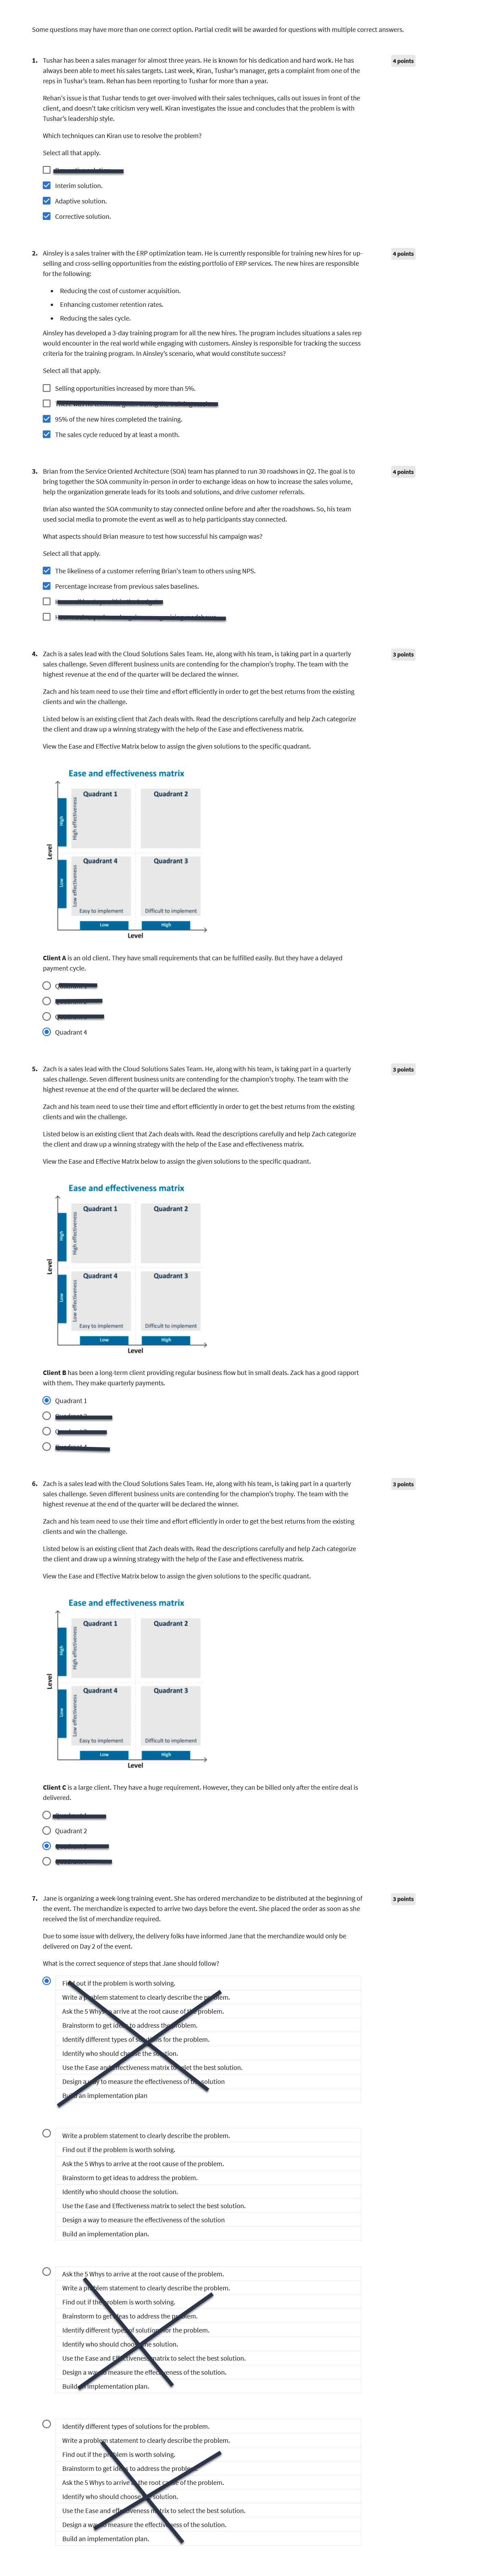 Some questions may have more than one correct option. Partial credit will be awarded for questions with multiple correct answers.
1. Tushar has been a sales manager for almost three years. He is known for his dedication and hard work. He has
4 points
always been able to meet his sales targets. Last week, Kiran, Tushar's manager, gets a complaint from one of the
reps in Tushar's team. Rehan has been reporting to Tushar for more than a year.
Rehan's issue is that Tushar tends to get over-involved with their sales techniques, calls out issues in front of the
client, and doesn't take criticism very well. Kiran investigates the issue and concludes that the problem is with
Tushar's leadership style.
Which techniques can Kiran use to resolve the problem?
Select all that apply.
Interim solution.
Adaptive solution.
Corrective solution.
2. Ainsley is a sales trainer with the ERP optimization team. He is currently responsible for training new hires for up-
4 points
selling and cross-selling opportunities from the existing portfolio of ERP services. The new hires are responsible
for the following:
• Reducing the cost of customer acquisition.
• Enhancing customer retention rates.
• Reducing the sales cycle.
Ainsley has developed a 3-day training program for all the new hires. The program includes situations a sales rep
would encounter in the real world while engaging with customers. Ainsley is responsible for tracking the success
criteria for the training program. In Ainsley's scenario, what would constitute success?
Select all that apply.
Selling opportunities increased by more than 5%.
95% of the new hires completed the training.
The sales cycle reduced by at least a month.
3. Brian from the Service Oriented Architecture (SOA) team has planned to run 30 roadshows in Q2. The goal is to
4 points
bring together the SOA community in-person in order to exchange ideas on how to increase the sales volume,
help the organization generate leads for its tools and solutions, and drive customer referrals.
Brian also wanted the SOA community to stay connected online before and after the roadshows. So, his team
used social media to promote the event as well as to help participants stay connected.
What aspects should Brian measure to test how successful his campaign was?
Select all that apply.
The likeliness of a customer referring Brian's team to others using NPS.
Percentage increase from previous sales baselines.
4. Zach is a sales lead with the Cloud Solutions Sales Team. He, along with his team, is taking part in a quarterly
3 points
sales challenge. Seven different business units are contending for the champion's trophy. The team with the
highest revenue at the end of the quarter will be declared the winner.
Zach and his team need to use their time and effort efficiently in order to get the best returns from the existing
clients and win the challenge.
Listed below is an existing client that Zach deals with. Read the descriptions carefully and help Zach categorize
the client and draw up a winning strategy with the help of the Ease and effectiveness matrix.
View the Ease and Effective Matrix below to assign the given solutions to the specific quadrant.
Ease and effectiveness matrix
Quadrant 1
Quadrant 2
High
High effectiveness
Level
Quadrant 4
Quadrant 3
Low
Low effectiveness
Easy to implement
Difficult to implement
Low
High
Level
Client A is an old client. They have small requirements that can be fulfilled easily. But they have a delayed
payment cycle.
Quadrant 4
5. Zach is a sales lead with the Cloud Solutions Sales Team. He, along with his team, is taking part in a quarterly
3 points
sales challenge. Seven different business units are contending for the champion's trophy. The team with the
highest revenue at the end of the quarter will be declared the winner.
Zach and his team need to use their time and effort efficiently in order to get the best returns from the existing
clients and win the challenge.
Listed below is an existing client that Zach deals with. Read the descriptions carefully and help Zach categorize
the client and draw up a winning strategy with the help of the Ease and effectiveness matrix.
View the Ease and Effective Matrix below to assign the given solutions to the specific quadrant.
Ease and effectiveness matrix
Quadrant 1
Quadrant 2
High
High effectiveness
Level
Quadrant 4
Quadrant 3
Low
Low effectiveness
Easy to implement
Difficult to implement
Low
High
Level
Client B has been a long-term client providing regular business flow but in small deals. Zack has a good rapport
with them. They make quarterly payments.
Quadrant 1
6. Zach is a sales lead with the Cloud Solutions Sales Team. He, along with his team, is taking part in a quarterly
3 points
sales challenge. Seven different business units are contending for the champion's trophy. The team with the
highest revenue at the end of the quarter will be declared the winner.
Zach and his team need to use their time and effort efficiently in order to get the best returns from the existing
clients and win the challenge.
Listed below is an existing client that Zach deals with. Read the descriptions carefully and help Zach categorize
the client and draw up a winning strategy with the help of the Ease and effectiveness matrix.
View the Ease and Effective Matrix below to assign the given solutions to the specific quadrant.
Ease and effectiveness matrix
Quadrant 1
Quadrant 2
High
High effectiveness
Level
Quadrant 4
Quadrant 3
Low
Low effectiveness
Easy to implement
Difficult to implement
Low
High
Level
Client C is a large client. They have a huge requirement. However, they can be billed only after the entire deal is
delivered.
Quadrant 2
7. Jane is organizing a week-long training event. She has ordered merchandize to be distributed at the beginning of
3 points
the event. The merchandize is expected to arrive two days before the event. She placed the order as soon as she
received the list of merchandize required.
Due to some issue with delivery, the delivery folks have informed Jane that the merchandize would only be
delivered on Day 2 of the event.
What is the correct sequence of steps that Jane should follow?
Find out if the problem is worth solving.
Write a problem statement to clearly describe the problem.
Ask the 5 Whys to arrive at the root cause of the problem.
Brainstorm to get ideas to address the problem.
Identify different types of solutions for the problem.
Identify who should choose the solution.
Use the Ease and effectiveness matrix to select the best solution.
Design a way to measure the effectiveness of the solution
Build an implementation plan
Write a problem statement to clearly describe the problem.
Find out if the problem is worth solving.
Ask the 5 Whys to arrive at the root cause of the problem.
Brainstorm to get ideas to address the problem.
Identify who should choose the solution.
Use the Ease and Effectiveness matrix to select the best solution.
Design a way to measure the effectiveness of the solution
Build an implementation plan.
Ask the 5 Whys to arrive at the root cause of the problem.
Write a problem statement to clearly describe the problem.
Find out if the problem is worth solving.
Brainstorm to get ideas to address the problem.
Identify different types of solutions for the problem.
Identify who should choose the solution.
Use the Ease and Effectiveness matrix to select the best solution.
Design a way to measure the effectiveness of the solution.
Build an implementation plan.
Identify different types of solutions for the problem.
Write a problem statement to clearly describe the problem.
Find out if the problem is worth solving.
Brainstorm to get ideas to address the problem.
Ask the 5 Whys to arrive at the root cause of the problem.
Identify who should choose the solution.
Use the Ease and effectiveness matrix to select the best solution.
Design a way to measure the effectiveness of the solution.
Build an implementation plan.